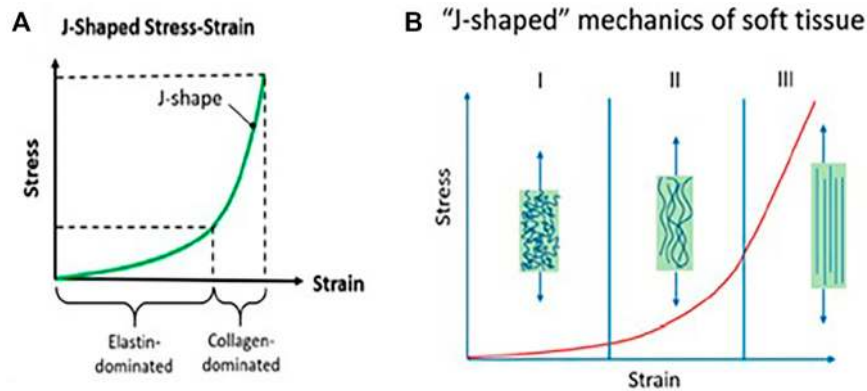 A
J-Shaped Stress-Strain
J-shape
Stress
Strain
Elastin-
dominated
Collagen-
dominated
B "J-shaped" mechanics of soft tissue
I
II
III
Stress
Strain